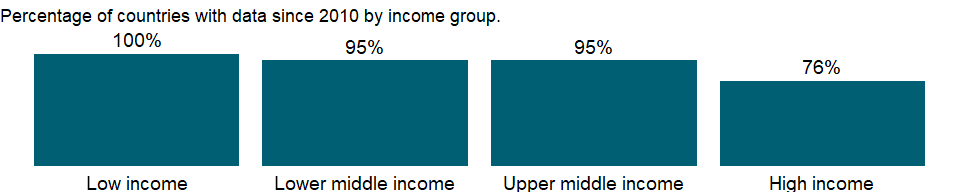 Percentage of countries with data since 2010 by income group.
100%
95%
95%
76%
Low income
Lower middle income
Upper middle income
High income